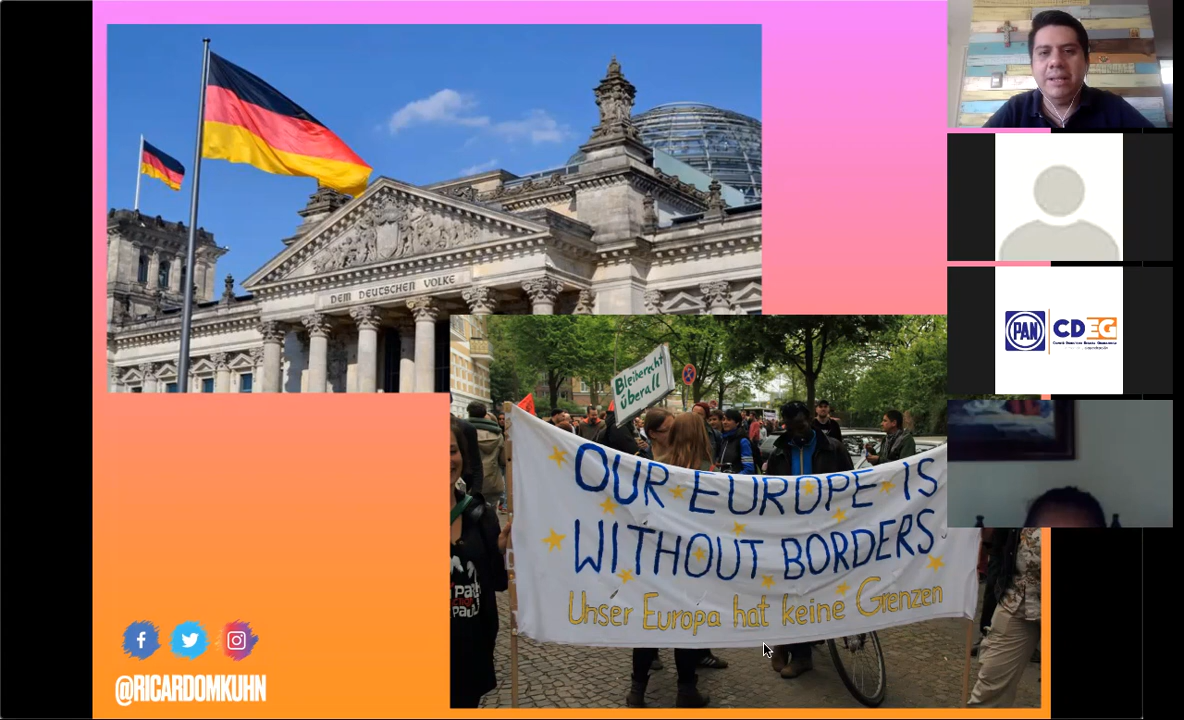 DEM DEUTSCHEN VOLKE
Bleiberecht
überall
OUR EUROPE IS
WITHOUT BORDERS
Unser Europa hat keine Grenzen
@RICARDOMKUHN
PAN
CDEG